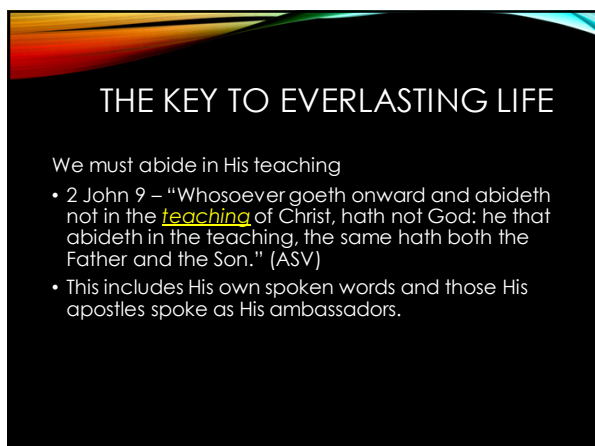 THE KEY TO EVERLASTING LIFE
We must abide in His teaching
• 2 John 9 – “Whosoever goeth onward and abideth
not in the teaching of Christ, hath not God: he that
abideth in the teaching, the same hath both the
Father and the Son.” (ASV)
• This includes His own spoken words and those His
apostles spoke as His ambassadors.